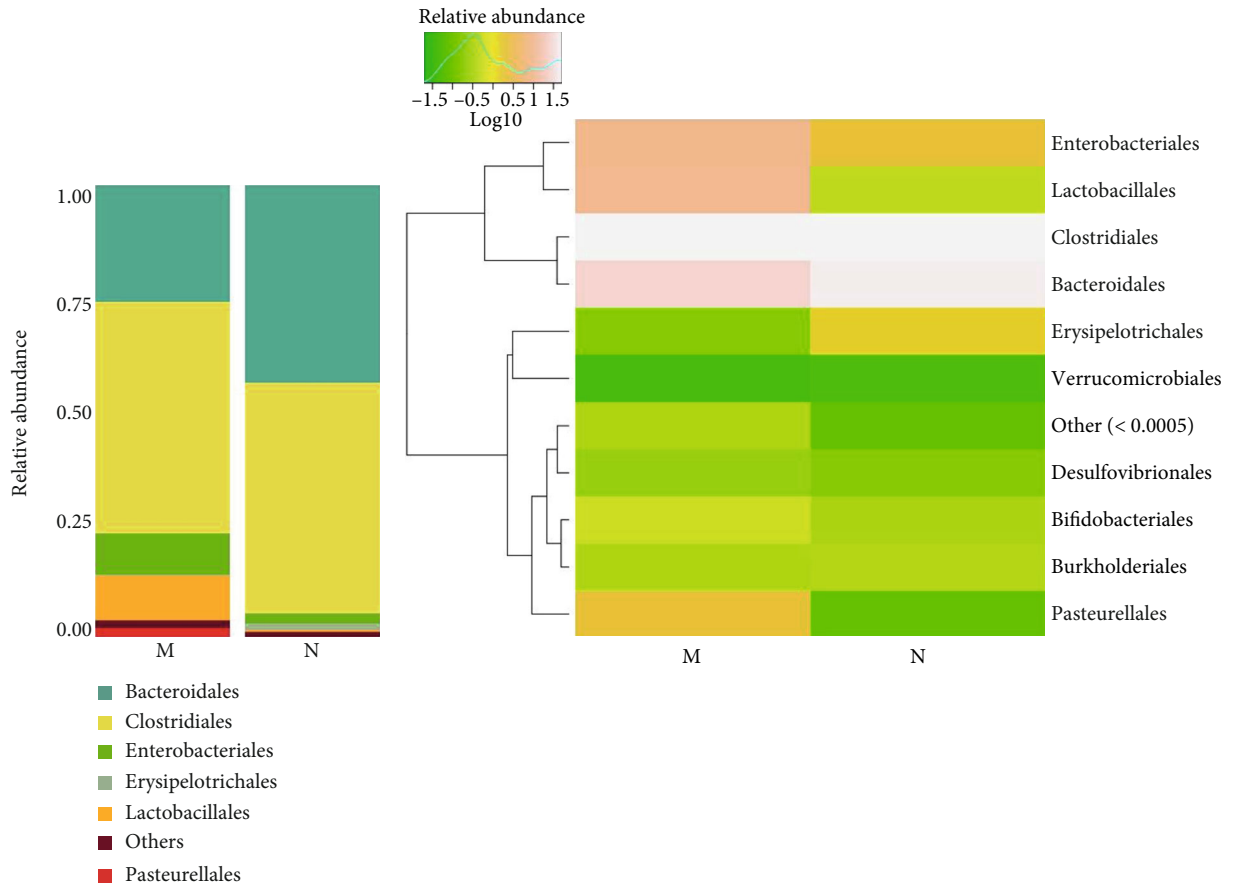 Relative abundance
−1.5 −0.5 0.5 1 1.5
Log10
Relative abundance
1.00
0.75
0.50
0.25
0.00
M N
Bacteroidales
Clostridiales
Enterobacteriales
Erysipelotrichales
Lactobacillales
Others
Pasteurellales
Enterobacteriales
Lactobacillales
Clostridiales
Bacteroidales
Erysipelotrichales
Verrucomicrobiales
Other (< 0.0005)
Desulfovibrionales
Bifidobacteriales
Burkholderiales
Pasteurellales
M N